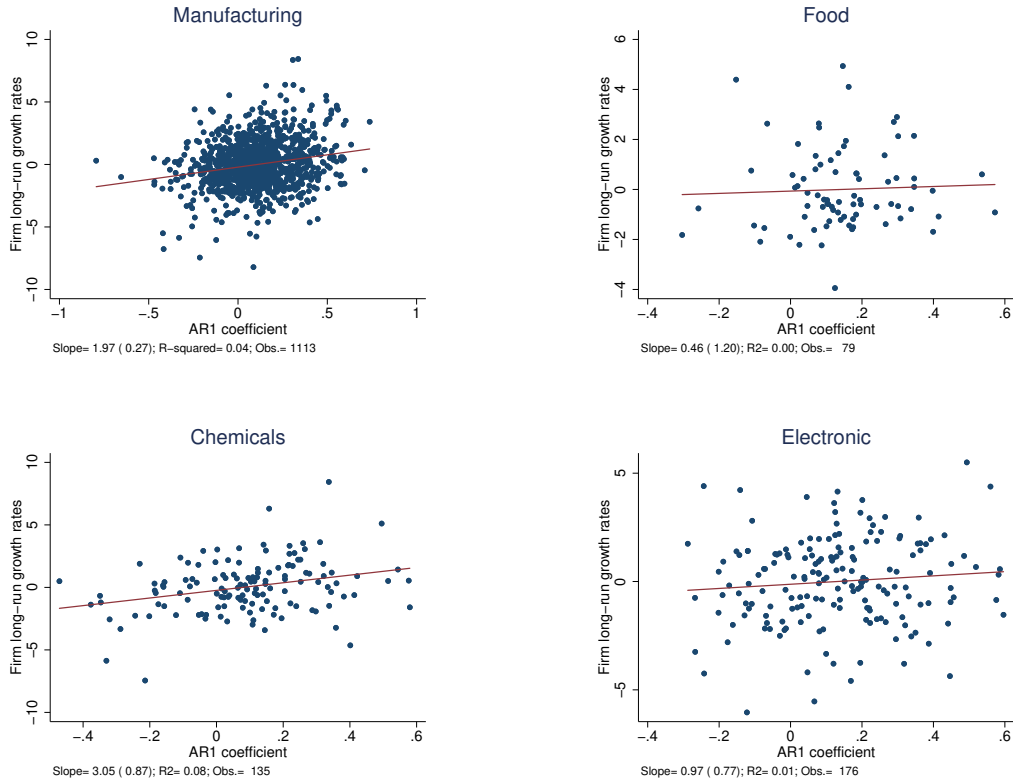 Manufacturing
Firm long−run growth rates
10
5
0
−5
−10
−1
−.5
0
.5
1
AR1 coefficient
Slope= 1.97 ( 0.27); R−squared= 0.04; Obs.= 1113
Food
Firm long−run growth rates
6
4
2
0
−2
−4
−.4
−.2
0
.2
.4
.6
AR1 coefficient
Slope= 0.46 ( 1.20); R2= 0.00; Obs.= 79
Chemicals
Firm long−run growth rates
10
5
0
−5
−10
−.4
−.2
0
.2
.4
.6
AR1 coefficient
Slope= 3.05 ( 0.87); R2= 0.08; Obs.= 135
Electronic
Firm long−run growth rates
5
0
−5
−.4
−.2
0
.2
.4
.6
AR1 coefficient
Slope= 0.97 ( 0.77); R2= 0.01; Obs.= 176